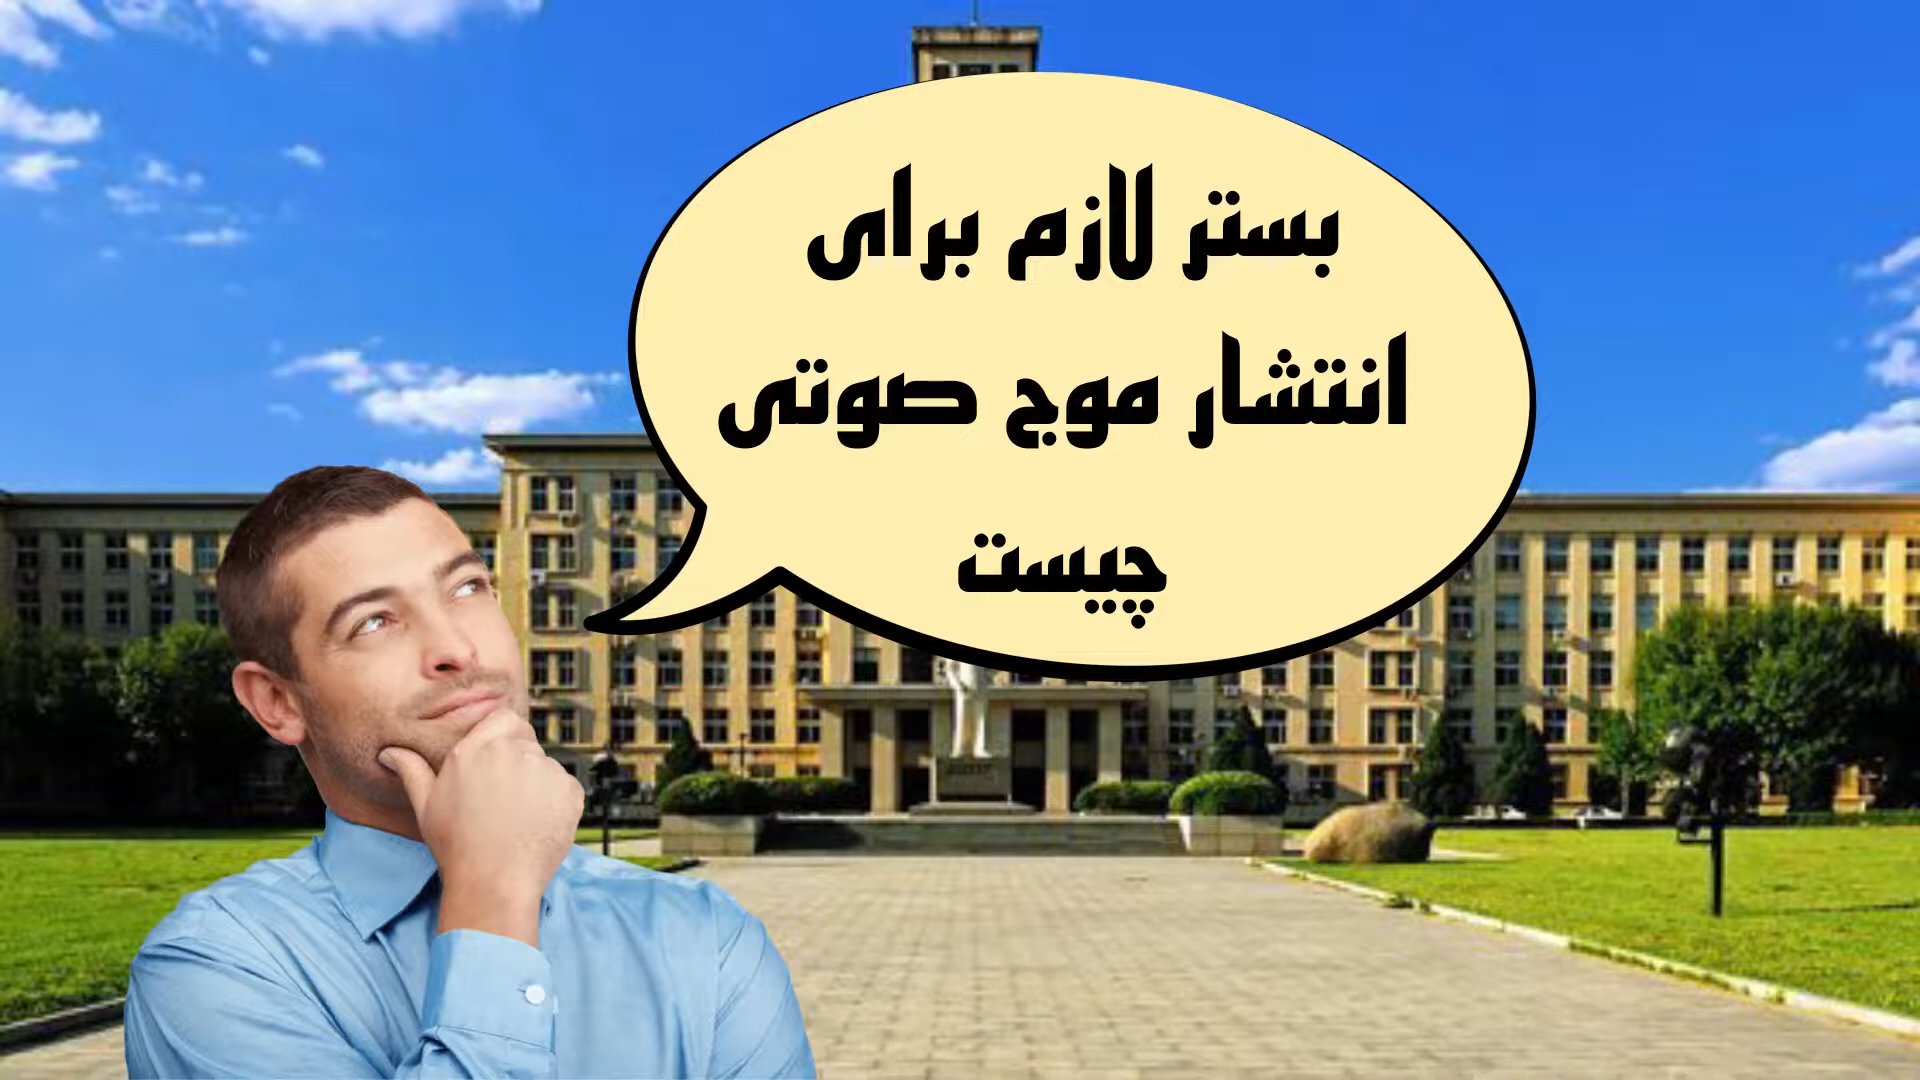 بستر لازم برای
انتشار موج صوتی
چیست